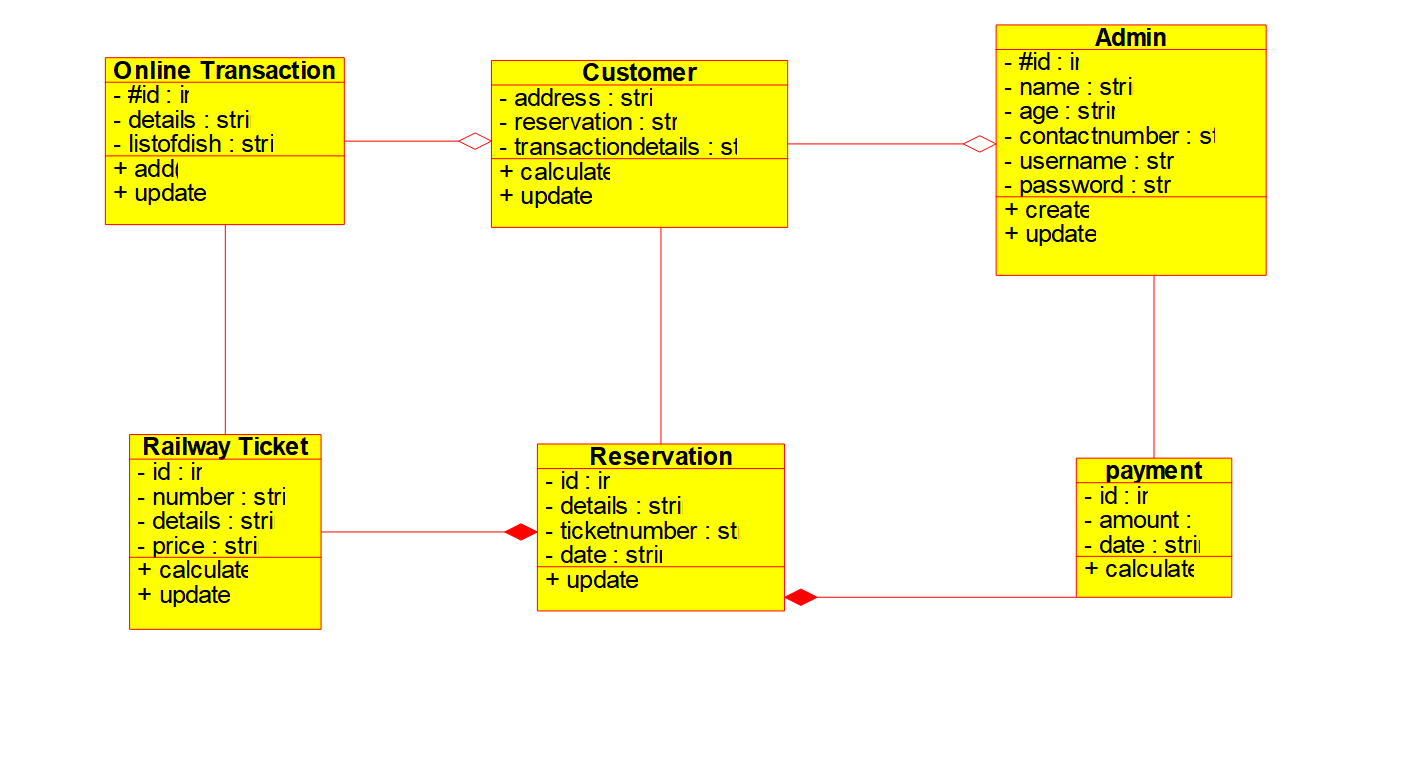 Online Transaction
- #id : ir
- details : stri
- listofdish : stri
+ add(
+ update
Customer
- address : stri
- reservation : str
- transactiondetails : st
+ calculate
+ update
Admin
- #id : ir
- name : stri
- age : strin
- contactnumber : st
- username : str
- password : str
+ create
+ update
Railway Ticket
- id : ir
- number : stri
- details : stri
- price : stri
+ calculate
+ update
Reservation
- id : ir
- details : stri
- ticketnumber : st
- date : strin
+ update
payment
- id : ir
- amount :
- date : stri
+ calculate